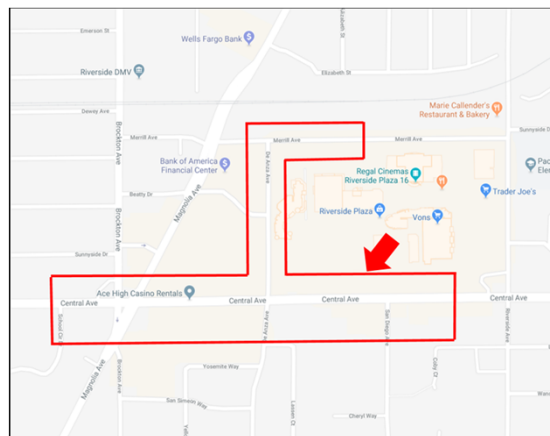 Emerson St
Elizabeth St
Wells Fargo Bank
Riverside DMV
Elizabeth St
Dewey Ave
Brockton Ave
Marie Callender's
Restaurant & Bakery
Merrill Ave
Merrill Ave
Sunnyside Dr
De Anza Ave
Bank of America
Financial Center
Regal Cinemas
Riverside Plaza 16
Magnolia Ave
Beatty Dr
Trader Joe's
Brockton Ave
Riverside Plaza
Vons
Sunnyside Dr
Ace High Casino Rentals
Central Ave
Central Ave
Central Ave
San Diego Ave
Riverside Ave
Magnolia Ave
Brockton Ave
Yosemite Way
San Simeon Way
Cheryl Way